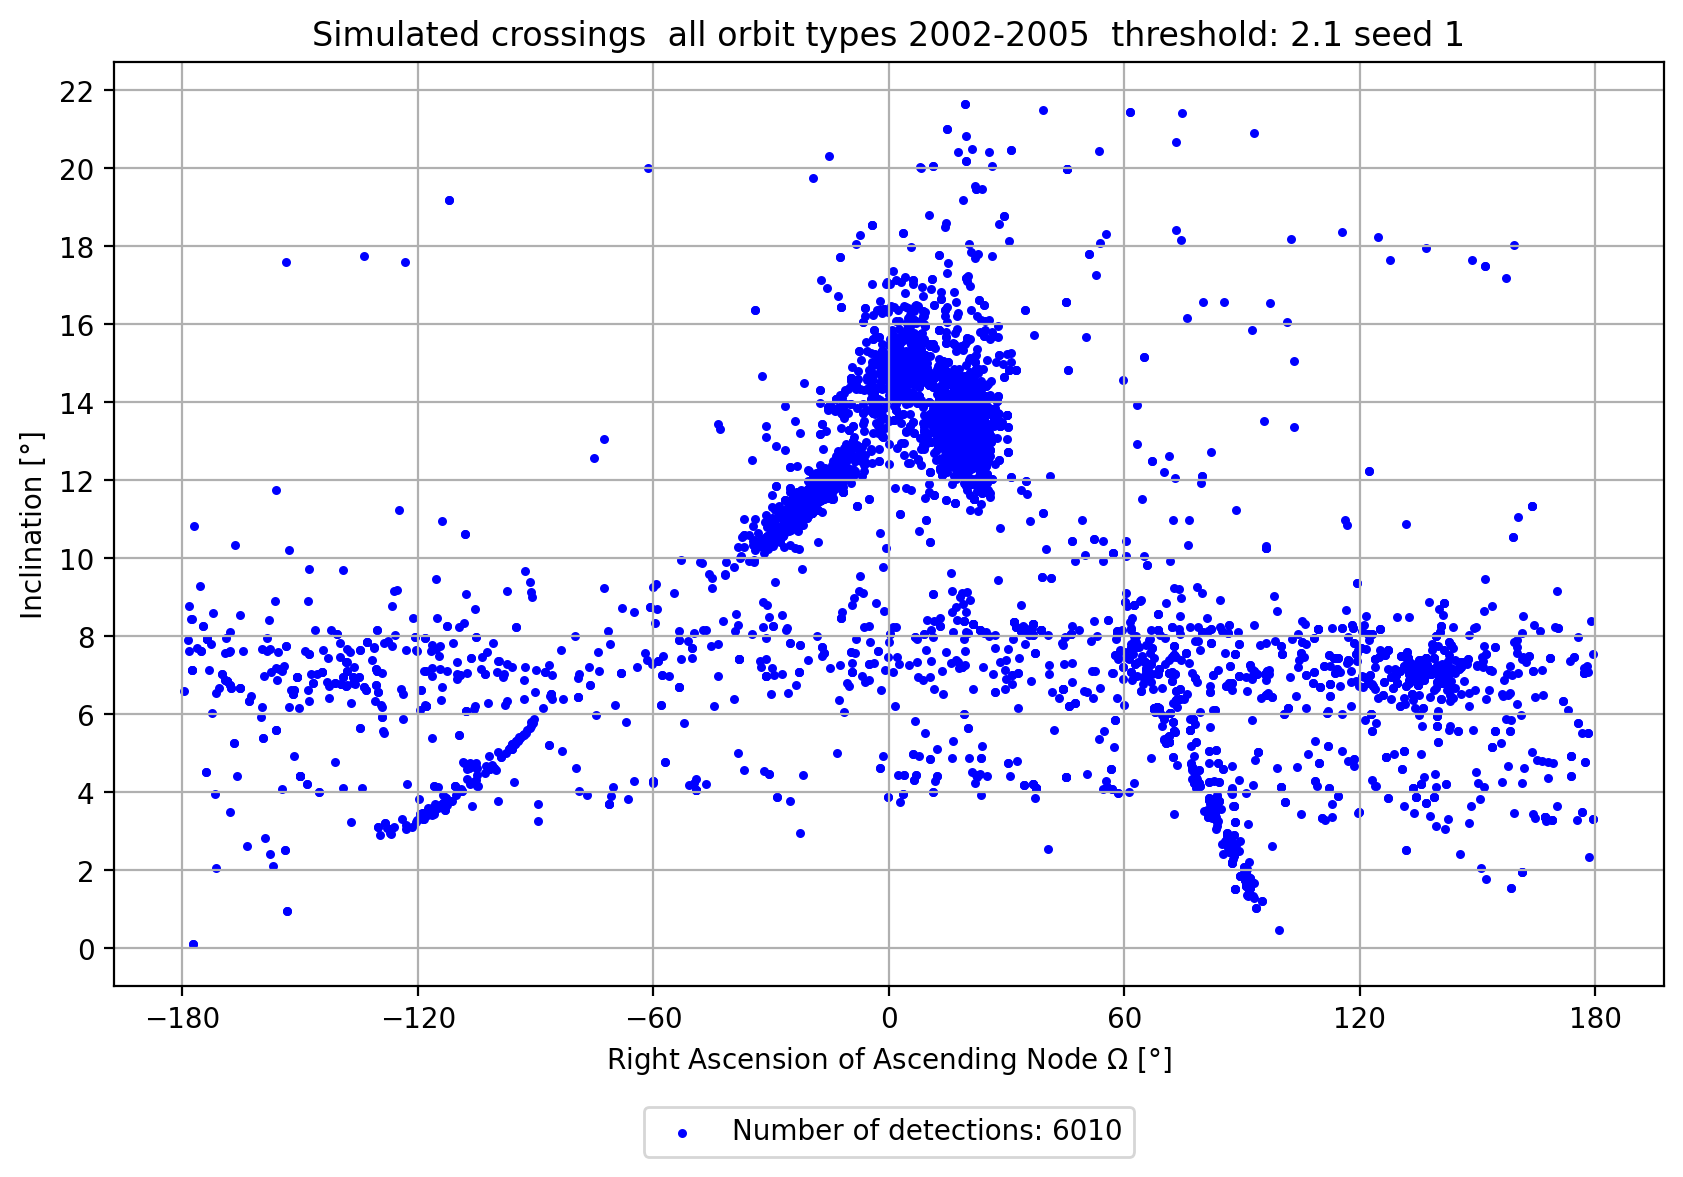 Simulated crossings  all orbit types 2002-2005  threshold: 2.1 seed 1
22
20
18
16
14
12
10
8
6
4
2
0
Inclination [°]
−180 −120 −60 0 60 120 180
Right Ascension of Ascending Node Ω [°]
Number of detections: 6010